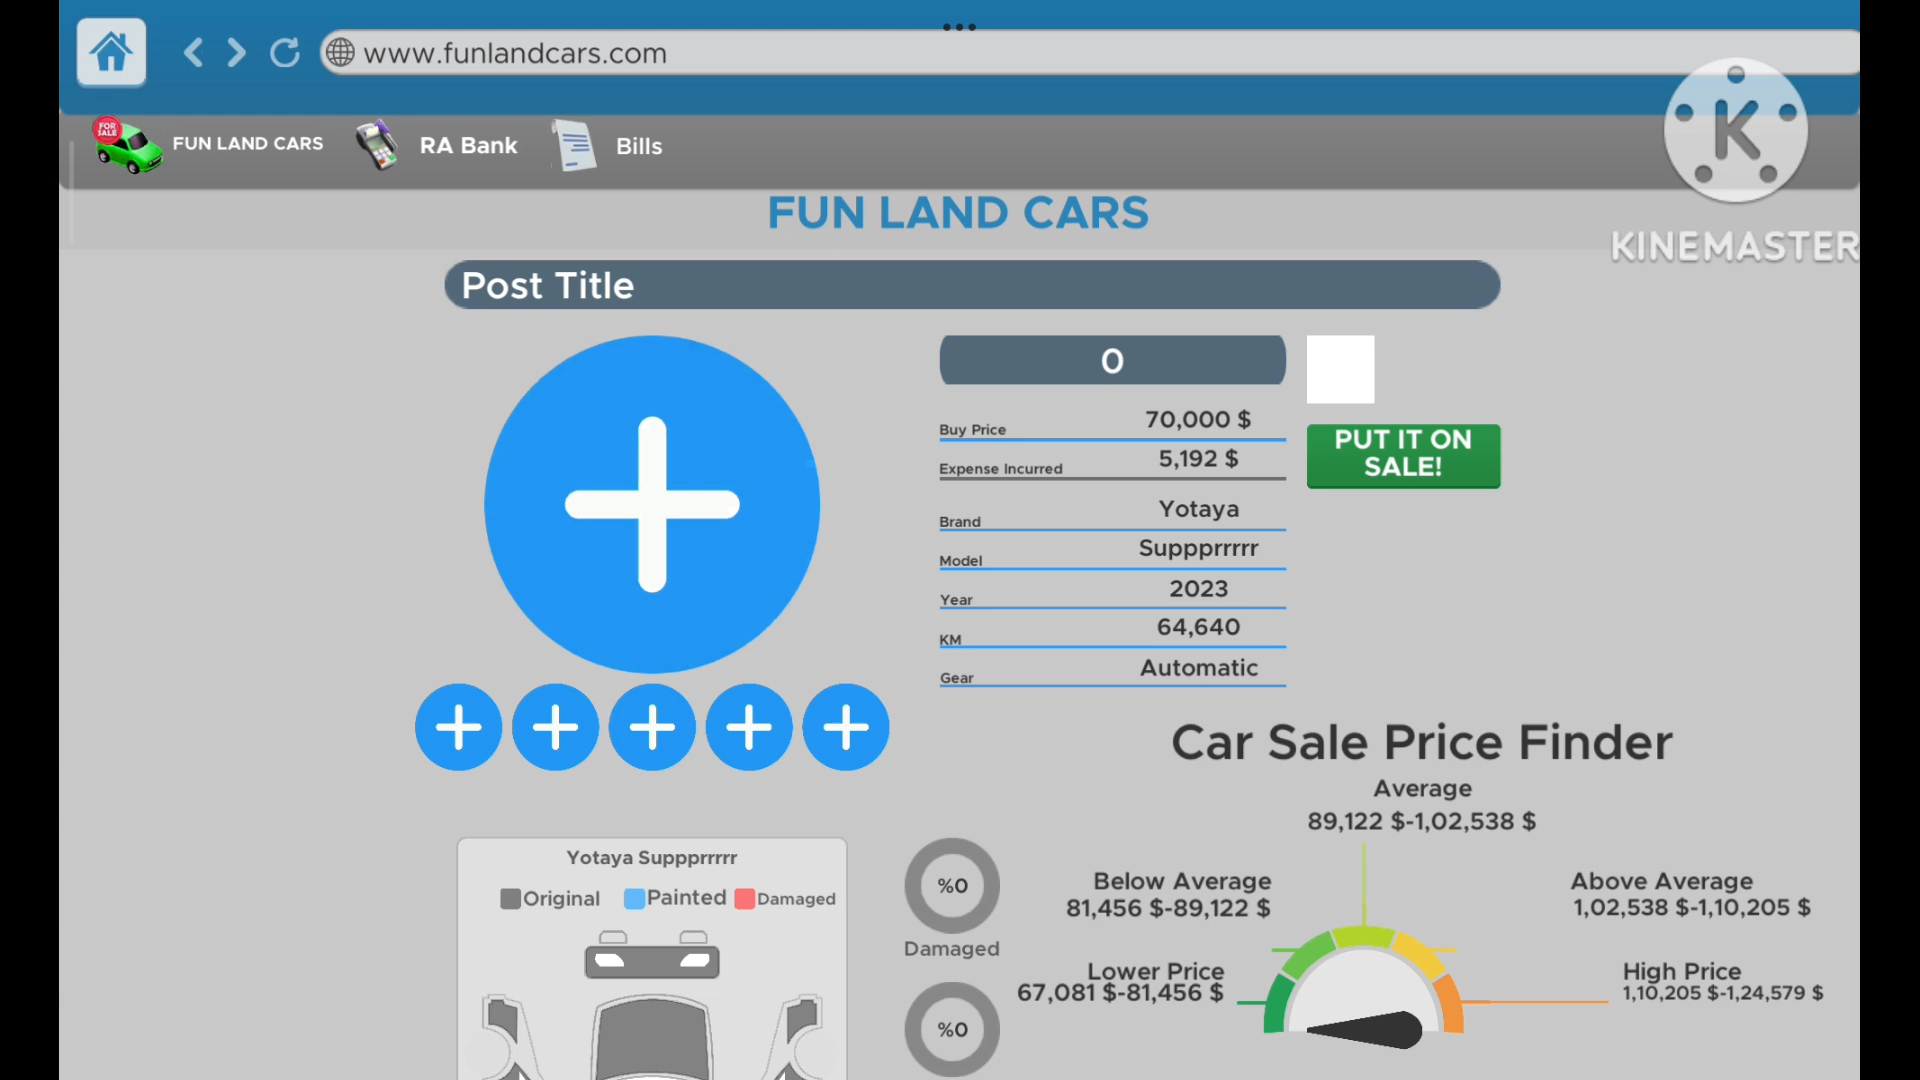 www.funlandcars.com
FOR SALE
FUN LAND CARS
RA Bank
Bills
K
KINEMASTER
FUN LAND CARS
Post Title
0
Buy Price 70,000 $
Expense Incurred 5,192 $
PUT IT ON
SALE!
Brand Yotaya
Model Suppprrrrr
Year 2023
KM 64,640
Gear Automatic
Car Sale Price Finder
Average
89,122 $-1,02,538 $
Below Average
81,456 $-89,122 $
Above Average
1,02,538 $-1,10,205 $
Lower Price
67,081 $-81,456 $
High Price
1,10,205 $-1,24,579 $
Yotaya Suppprrrrr
Original Painted Damaged
%0
Damaged
%0